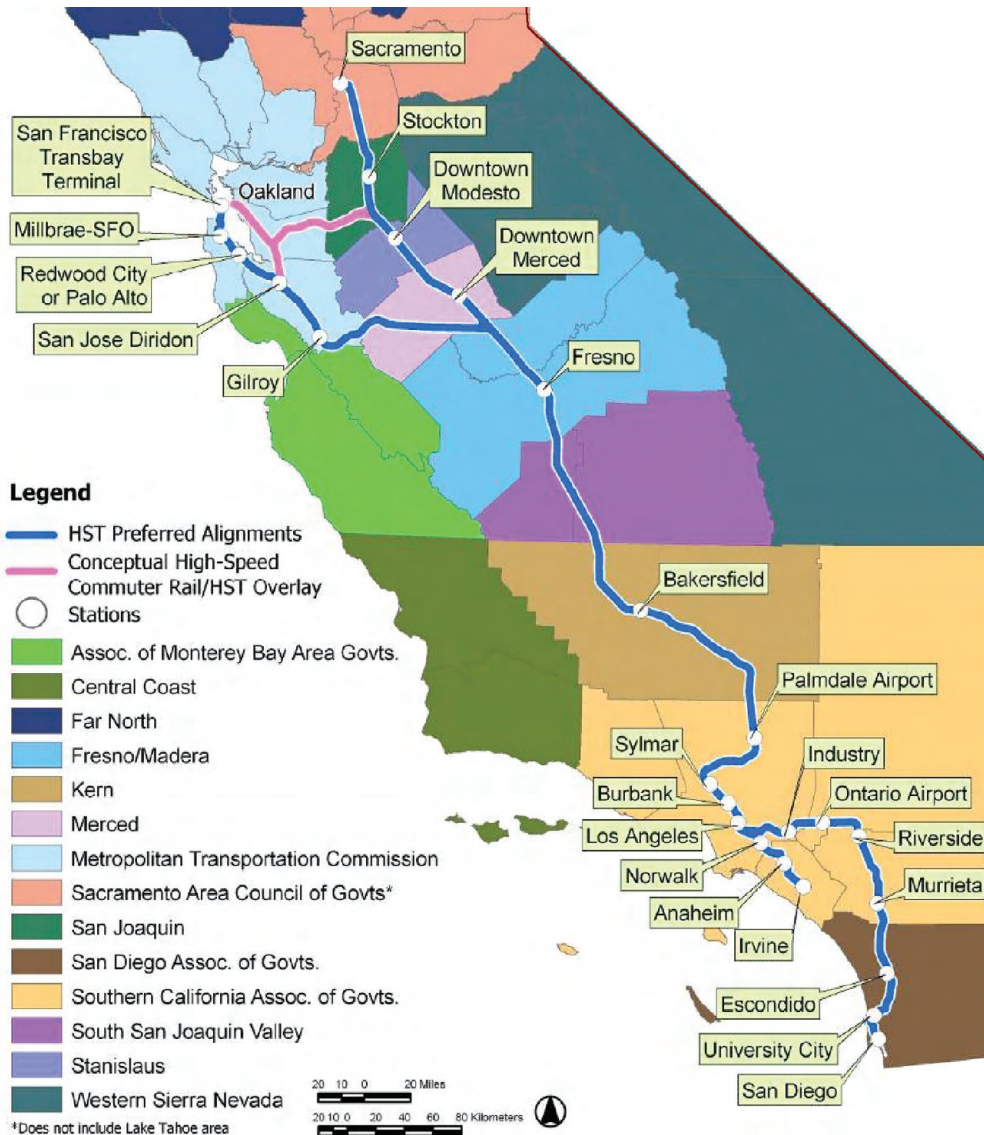 Sacramento
Stockton
San Francisco
Transbay
Terminal
Oakland
Downtown
Modesto
Millbrae-SFO
Downtown
Merced
Redwood City
or Palo Alto
San Jose Diridon
Gilroy
Fresno
Legend
HST Preferred Alignments
Conceptual High-Speed
Commuter Rail/HST Overlay
Stations
Assoc. of Monterey Bay Area Govts.
Central Coast
Far North
Fresno/Madera
Kern
Merced
Metropolitan Transportation Commission
Sacramento Area Council of Govts*
San Joaquin
San Diego Assoc. of Govts.
Southern California Assoc. of Govts.
South San Joaquin Valley
Stanislaus
Western Sierra Nevada
*Does not include Lake Tahoe area
Bakersfield
Palmdale Airport
Sylmar
Industry
Burbank
Ontario Airport
Los Angeles
Riverside
Norwalk
Murrieta
Anaheim
Irvine
Escondido
University City
San Diego
20 10 0 20 Miles
20 10 0 20 40 60 80 Kilometers